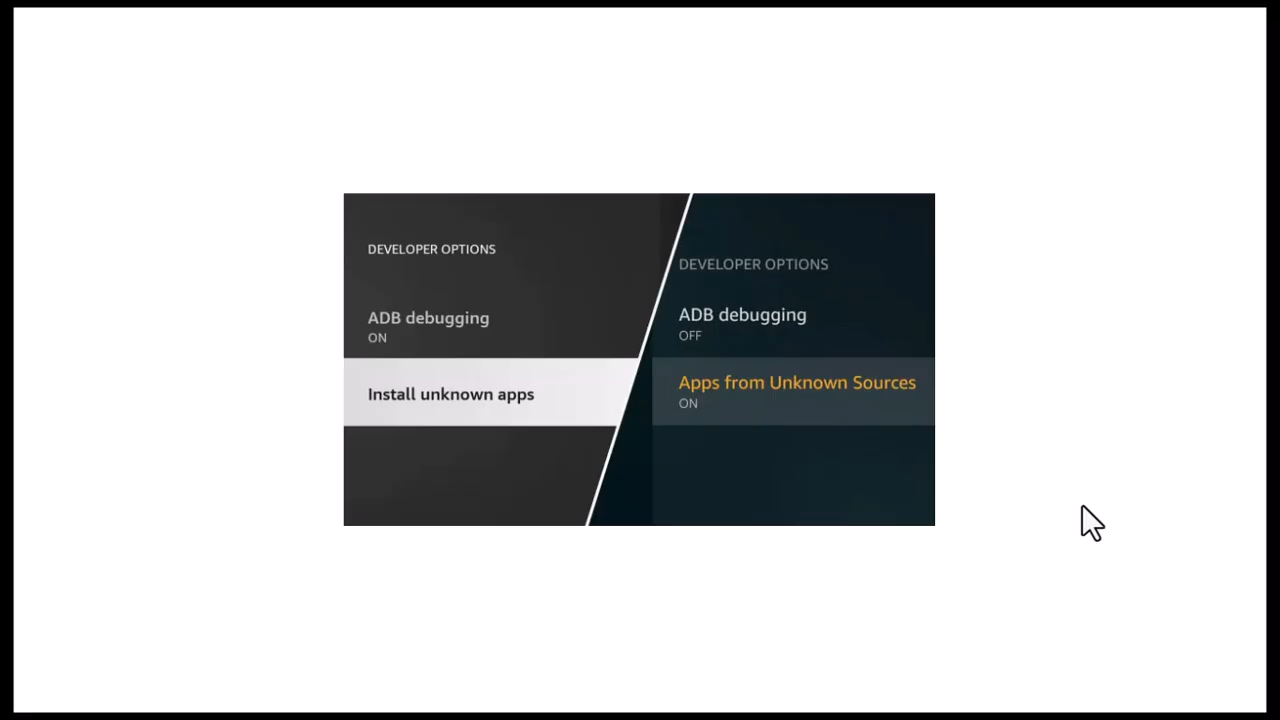 DEVELOPER OPTIONS
ADB debugging
ON
Install unknown apps
DEVELOPER OPTIONS
ADB debugging
OFF
Apps from Unknown Sources
ON